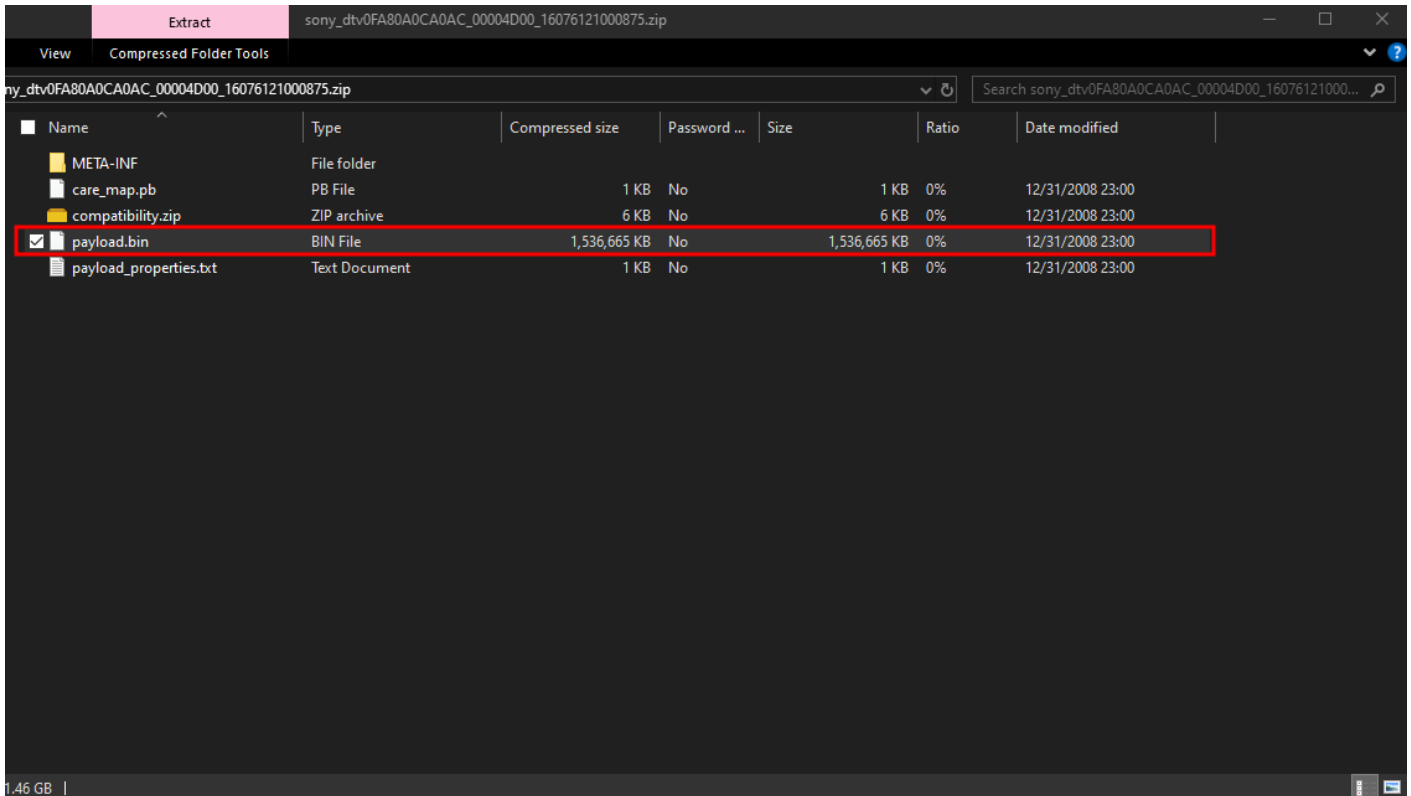 Extract sony_dtv0FA80A0CA0AC_00004D00_16076121000875.zip
View Compressed Folder Tools ?
ny_dtv0FA80A0CA0AC_00004D00_16076121000875.zip Search sony_dtv0FA80A0CA0AC_00004D00_16076121000...
Name Type Compressed size Password ... Size Ratio Date modified
META-INF File folder
care_map.pb PB File 1 KB No 1 KB 0% 12/31/2008 23:00
compatibility.zip ZIP archive 6 KB No 6 KB 0% 12/31/2008 23:00
payload.bin BIN File 1,536,665 KB No 1,536,665 KB 0% 12/31/2008 23:00
payload_properties.txt Text Document 1 KB No 1 KB 0% 12/31/2008 23:00
1.46 GB